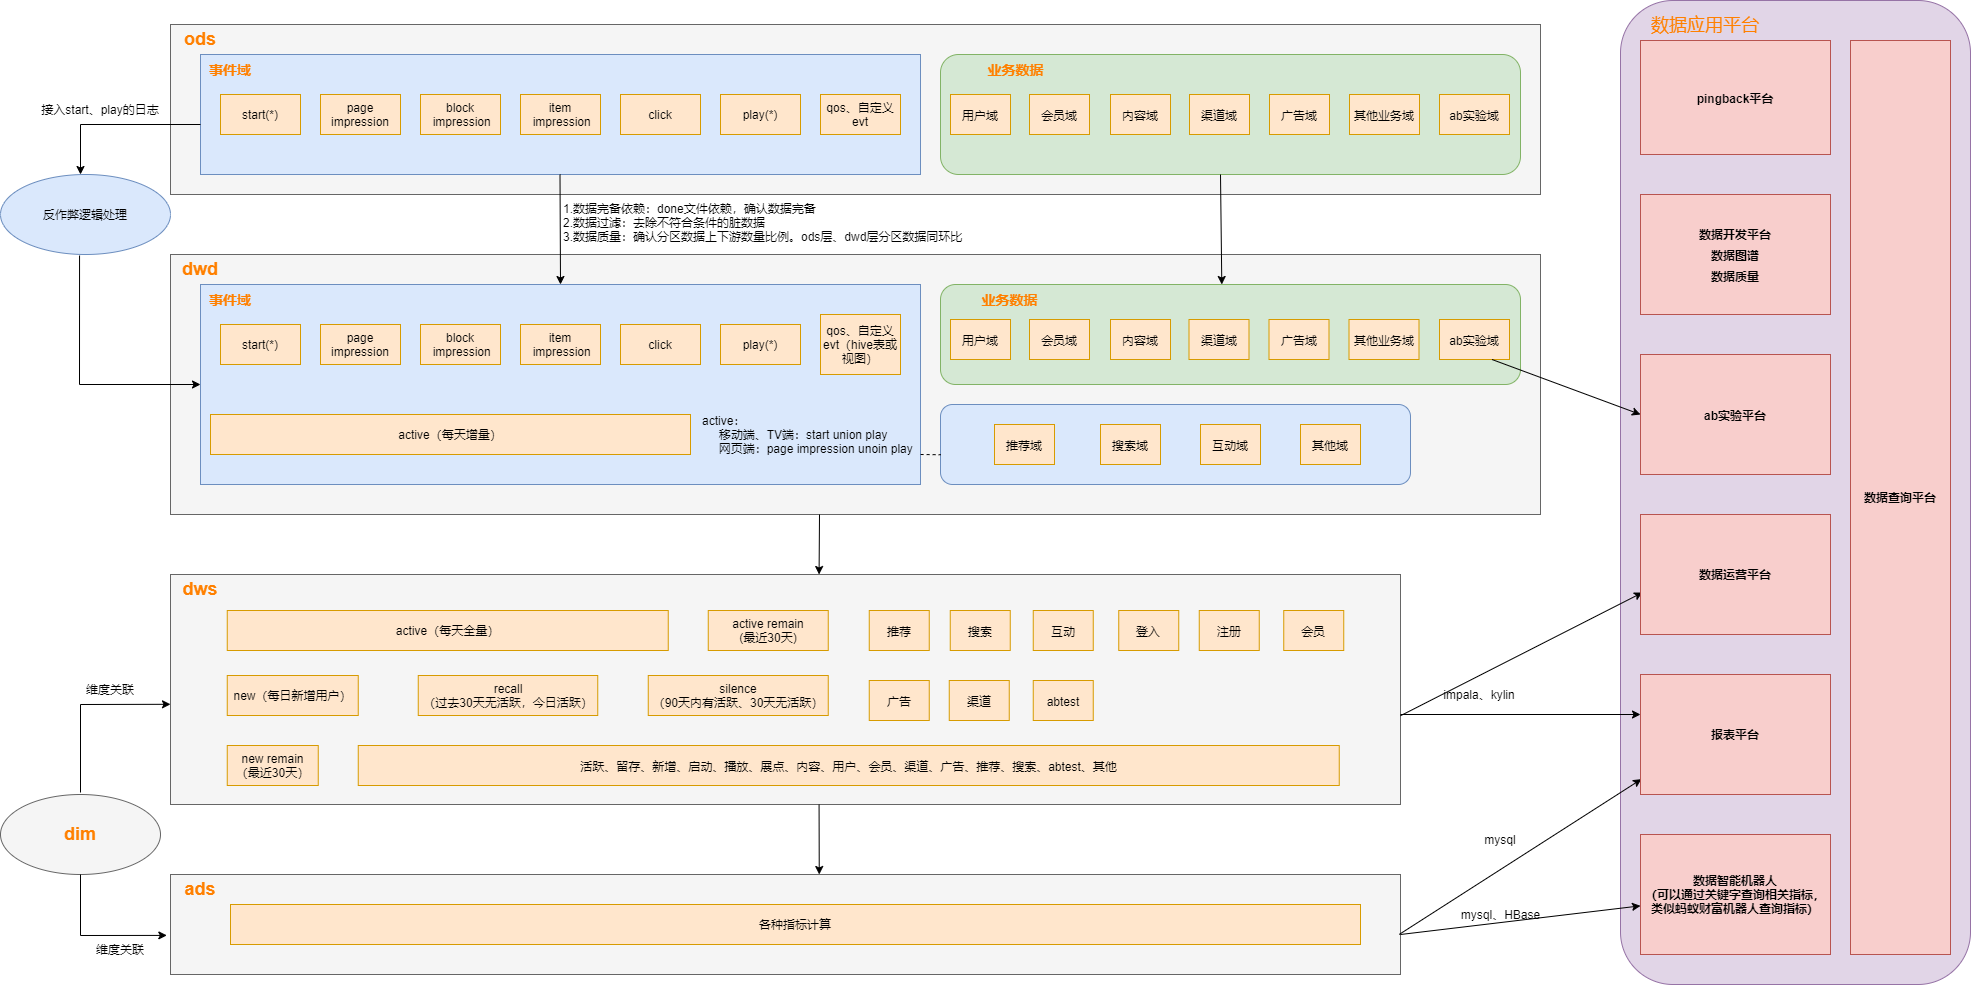 ods
事件域
start(*)
page
impression
block
impression
item
impression
click
play(*)
qos、自定义
evt
业务数据
用户域
会员域
内容域
渠道域
广告域
其他业务域
ab实验域
接入start、play的日志
反作弊逻辑处理
1.数据完备依赖：done文件依赖，确认数据完备
2.数据过滤：去除不符合条件的脏数据
3.数据质量：确认分区数据上下游数量比例。ods层、dwd层分区数据同环比
dwd
事件域
start(*)
page
impression
block
impression
item
impression
click
play(*)
qos、自定义
evt（hive表或
视图）
active（每天增量）
active：
移动端、TV端：start union play
网页端：page impression unoin play
业务数据
用户域
会员域
内容域
渠道域
广告域
其他业务域
ab实验域
推荐域
搜索域
互动域
其他域
dws
active（每天全量）
active remain
（最近30天）
推荐
搜索
互动
登入
注册
会员
new（每日新增用户）
recall
（过去30天无活跃，今日活跃）
silence
（90天内有活跃、30天无活跃）
广告
渠道
abtest
new remain
（最近30天）
活跃、留存、新增、启动、播放、展点、内容、用户、会员、渠道、广告、推荐、搜索、abtest、其他
维度关联
dim
维度关联
ads
各种指标计算
impala、kylin
mysql
mysql、HBase
数据应用平台
pingback平台
数据开发平台
数据图谱
数据质量
ab实验平台
数据运营平台
报表平台
数据智能机器人
（可以通过关键字查询相关指标，
类似蚂蚁财富机器人查询指标）
数据查询平台